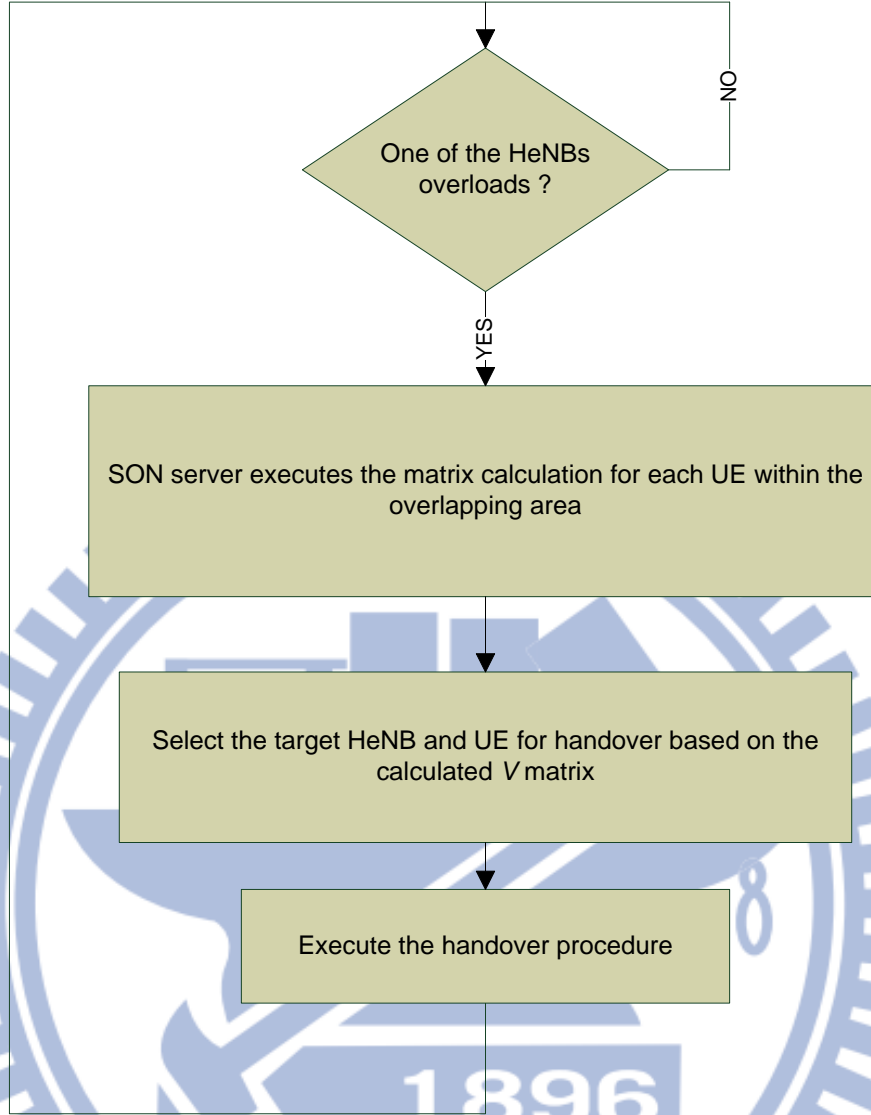 NO
One of the HeNBs
overloads ?
YES
SON server executes the matrix calculation for each UE within the
overlapping area
Select the target HeNB and UE for handover based on the
calculated V matrix
8
Execute the handover procedure
1896